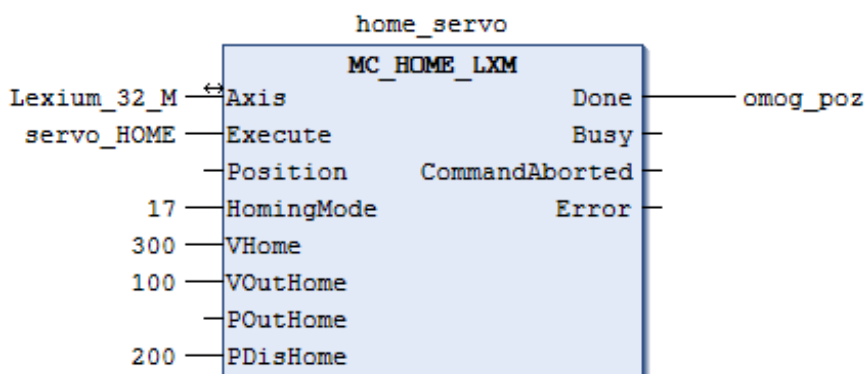 home_servo
MC_HOME_LXM
Lexium_32_M Axis Done omog_poz
servo_HOME Execute Busy
Position CommandAborted
17 HomingMode Error
300 VHome
100 VOutHome
POutHome
200 PDisHome